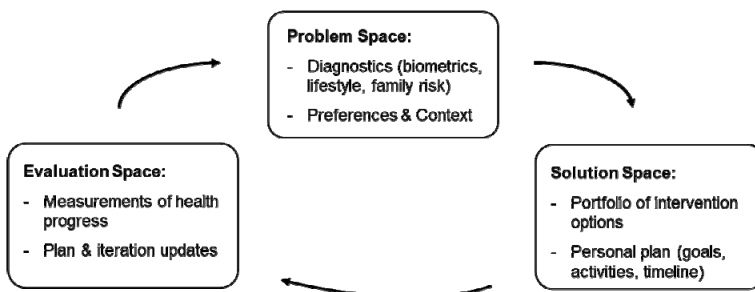 Problem Space:
- Diagnostics (biometrics,
lifestyle, family risk)
- Preferences & Context
Evaluation Space:
- Measurements of health
progress
- Plan & iteration updates
Solution Space:
- Portfolio of intervention
options
- Personal plan (goals,
activities, timeline)